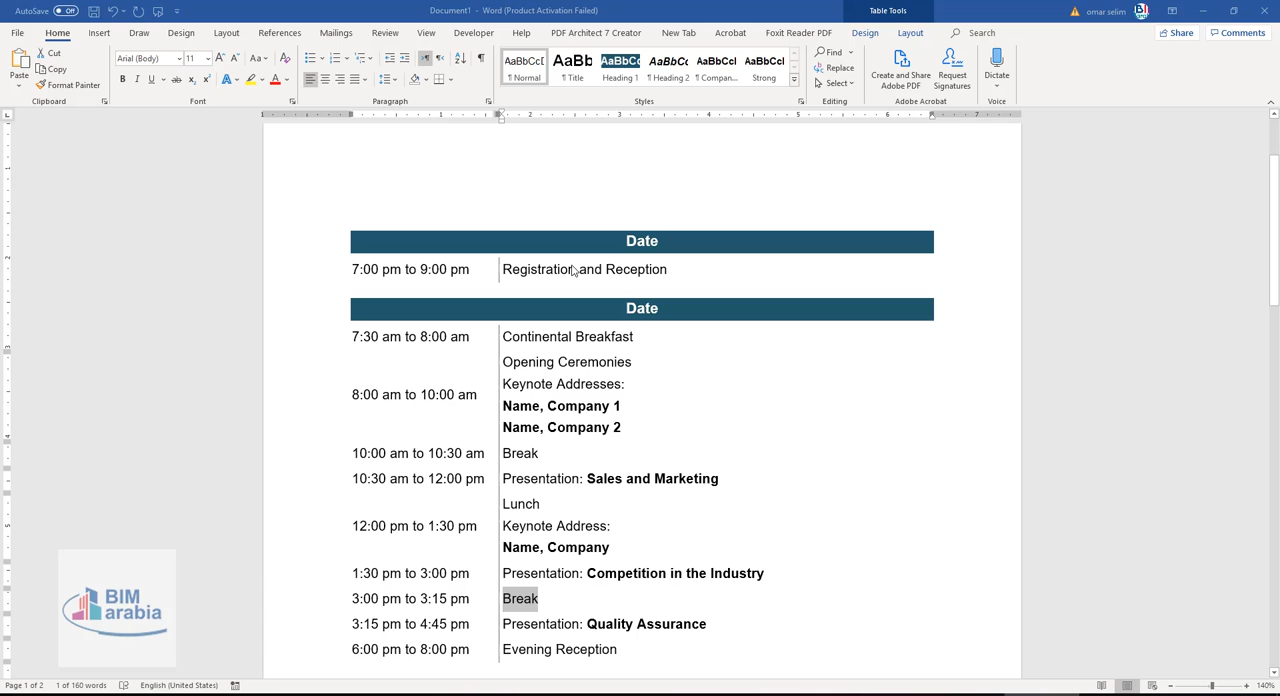 AutoSave Off Document1 - Word (Product Activation Failed) Table Tools omar selim
File Home Insert Draw Design Layout References Mailings Review View Developer Help PDF Architect 7 Creator New Tab Acrobat Foxit Reader PDF Design Layout Search Share Comments
Paste
Cut
Copy
Format Painter
Clipboard
Arial (Body) 11
Font
Paragraph
AaBbCcI AaBb AaBbCc AaBbCc AaBbCcl AaBbCcl
¶ Normal ¶ Title Heading 1 ¶ Heading 2 ¶ Compan... Strong
Styles
Find
Replace
Select
Editing
Create and Share
Adobe PDF
Request
Signatures
Adobe Acrobat
Dictate
Voice
Date
7:00 pm to 9:00 pm Registration and Reception
Date
7:30 am to 8:00 am Continental Breakfast
Opening Ceremonies
Keynote Addresses:
8:00 am to 10:00 am
Name, Company 1
Name, Company 2
10:00 am to 10:30 am Break
10:30 am to 12:00 pm Presentation: Sales and Marketing
Lunch
12:00 pm to 1:30 pm Keynote Address:
Name, Company
1:30 pm to 3:00 pm Presentation: Competition in the Industry
3:00 pm to 3:15 pm Break
3:15 pm to 4:45 pm Presentation: Quality Assurance
6:00 pm to 8:00 pm Evening Reception
BIM
arabia
Page 1 of 2 1 of 160 words English (United States) 140%